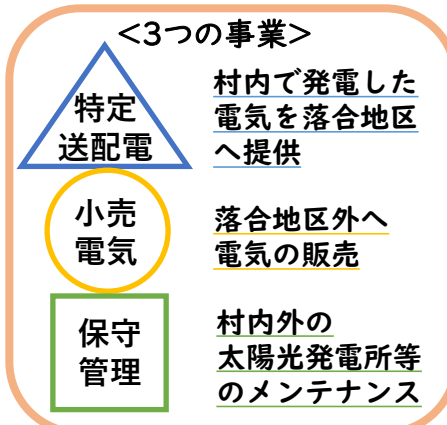 <3つの事業>
特定
送配電
村内で発電した
電気を落合地区
へ提供
小売
電気
落合地区外へ
電気の販売
保守
管理
村内外の
太陽光発電所等
のメンテナンス